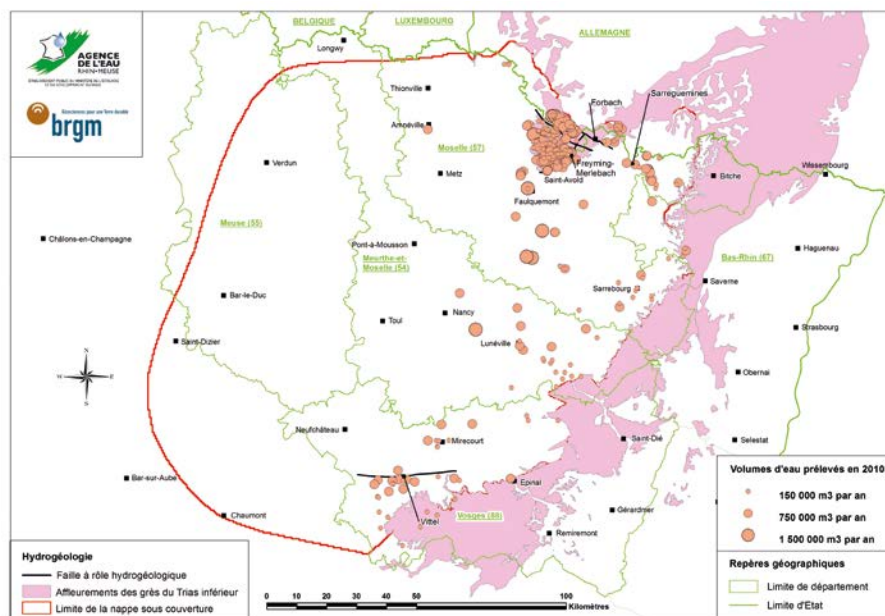 BELGIQUE
LUXEMBOURG
ALLEMAGNE
AGENCE
DE L'EAU
RHIN-MEUSE
brgm
Longwy
Thionville
Forbach
Sarreguemines
Amnéville
Moselle (57)
Freyming-
Merlebach
Verdun
Metz
Saint-Avold
Bitche
Wissembourg
Faulquemont
Châlons-en-Champagne
Meuse (55)
Pont-à-Mousson
Meurthe-et-
Moselle (54)
Bas-Rhin (67)
Haguenau
Sarrebourg
Saverne
Bar-le-Duc
Nancy
Toul
Strasbourg
Saint-Dizier
Lunéville
N
O
E
S
Obernai
Neufchâteau
Mirecourt
Saint-Dié
Selestat
Bar-sur-Aube
Epinal
Vittel
Vosges (88)
Chaumont
Gérardmer
Remiremont
Volumes d'eau prélevés en 2010
150 000 m3 par an
750 000 m3 par an
1 500 000 m3 par an
Hydrogéologie
Faille à rôle hydrogéologique
Affleurements des grès du Trias inférieur
Limite de la nappe sous couverture
Repères géographiques
Limite de département
Limite d'Etat
0 20 40 60 100
Kilomètres